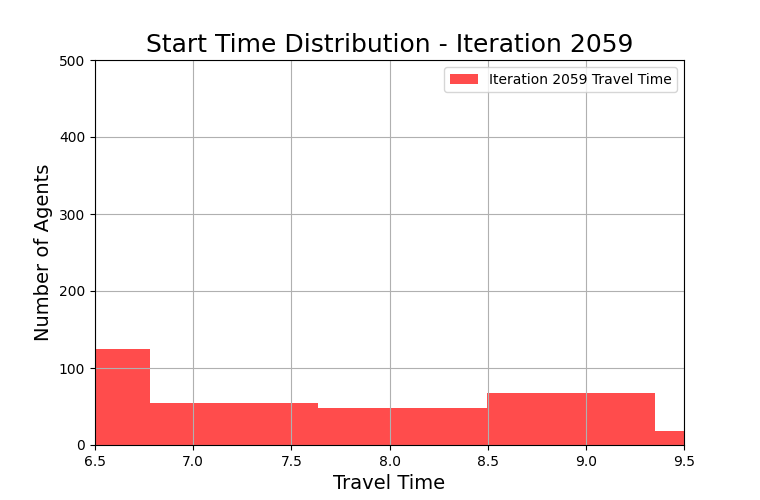 Start Time Distribution - Iteration 2059
Iteration 2059 Travel Time
Number of Agents
500
400
300
200
100
0
6.5 7.0 7.5 8.0 8.5 9.0 9.5
Travel Time